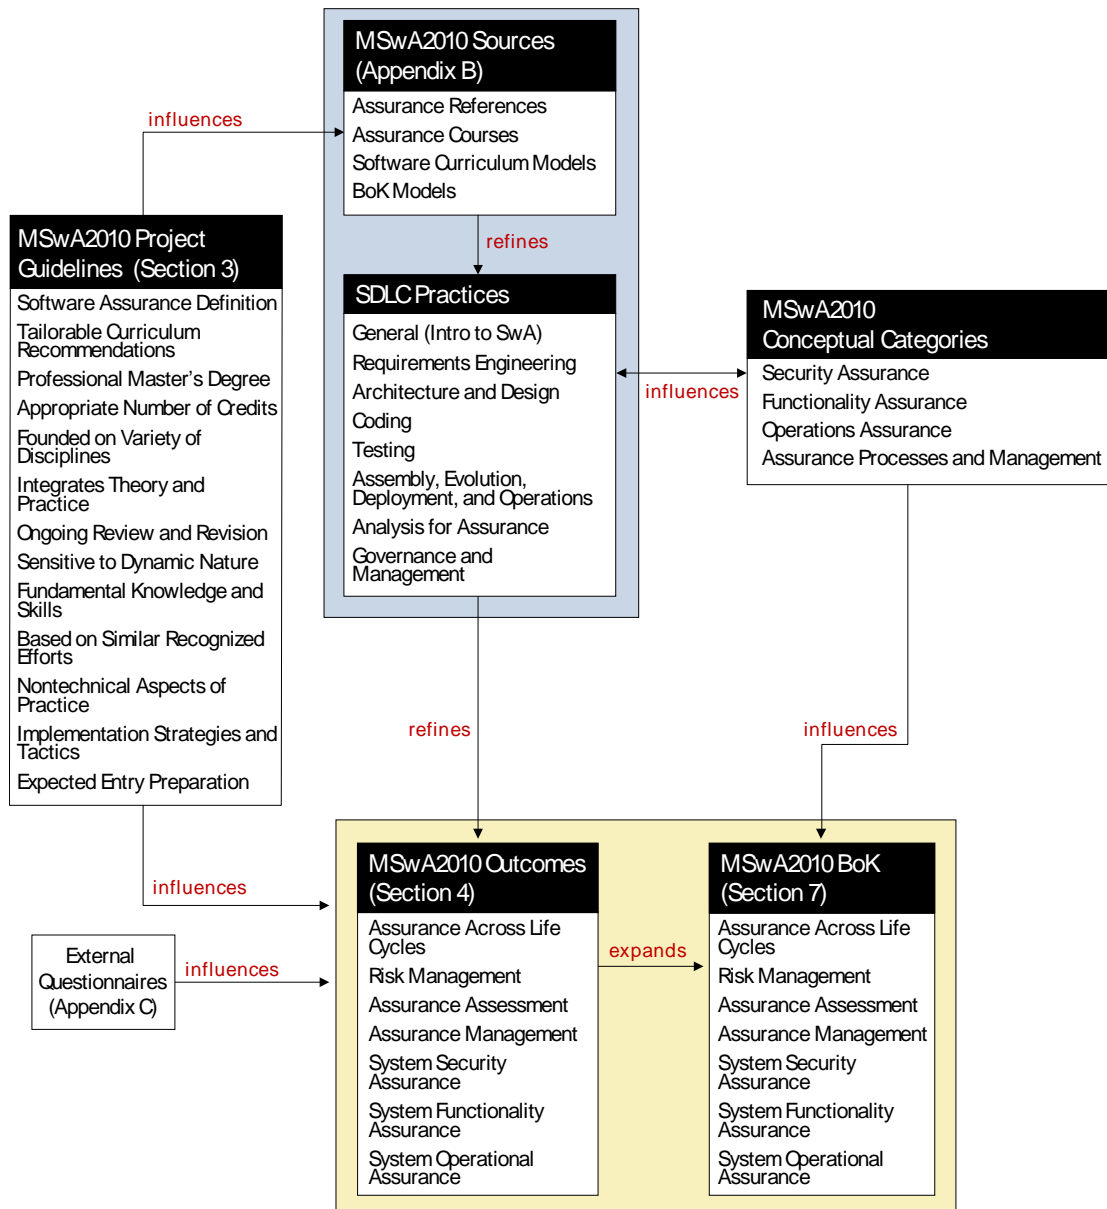 MSwA2010 Sources
(Appendix B)
Assurance References
Assurance Courses
Software Curriculum Models
BoK Models
influences
refines
MSwA2010 Project
Guidelines (Section 3)
Software Assurance Definition
Tailorable Curriculum
Recommendations
Professional Master's Degree
Appropriate Number of Credits
Founded on Variety of
Disciplines
Integrates Theory and
Practice
Ongoing Review and Revision
Sensitive to Dynamic Nature
Fundamental Knowledge and
Skills
Based on Similar Recognized
Efforts
Nontechnical Aspects of
Practice
Implementation Strategies and
Tactics
Expected Entry Preparation
SDLC Practices
General (Intro to SwA)
Requirements Engineering
Architecture and Design
Coding
Testing
Assembly, Evolution,
Deployment, and Operations
Analysis for Assurance
Governance and
Management
influences
MSwA2010
Conceptual Categories
Security Assurance
Functionality Assurance
Operations Assurance
Assurance Processes and Management
refines
influences
influences
External
Questionnaires
(Appendix C)
influences
MSwA2010 Outcomes
(Section 4)
Assurance Across Life
Cycles
Risk Management
Assurance Assessment
Assurance Management
System Security
Assurance
System Functionality
Assurance
System Operational
Assurance
expands
MSwA2010 BoK
(Section 7)
Assurance Across Life
Cycles
Risk Management
Assurance Assessment
Assurance Management
System Security
Assurance
System Functionality
Assurance
System Operational
Assurance